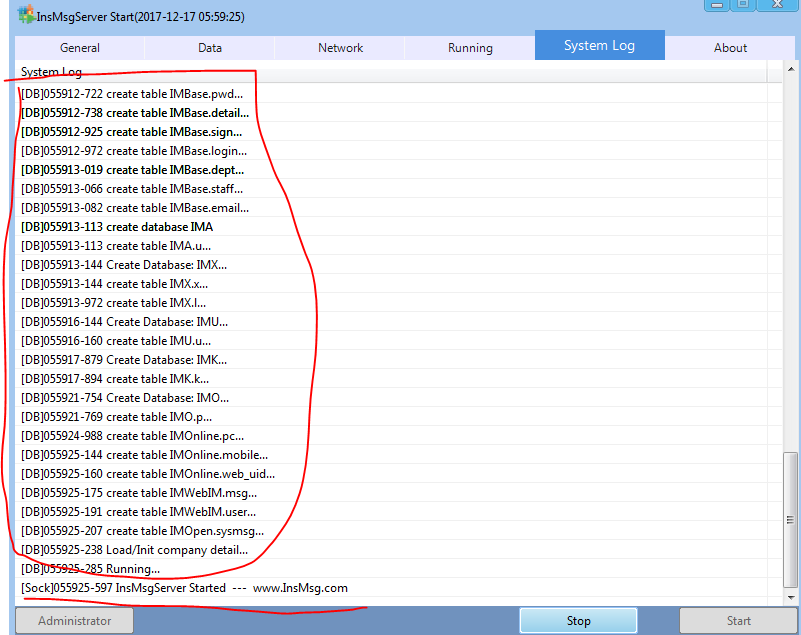 InsMsgServer Start(2017-12-17 05:59:25)
General Data Network Running System Log About
System Log
[DB]055912-722 create table IMBase.pwd...
[DB]055912-738 create table IMBase.detail...
[DB]055912-925 create table IMBase.sign...
[DB]055912-972 create table IMBase.login...
[DB]055913-019 create table IMBase.dept...
[DB]055913-066 create table IMBase.staff...
[DB]055913-082 create table IMBase.email...
[DB]055913-113 create database IMA
[DB]055913-113 create table IMA.u...
[DB]055913-144 Create Database: IMX...
[DB]055913-144 create table IMX.x...
[DB]055913-972 create table IMX.l...
[DB]055916-144 Create Database: IMU...
[DB]055916-160 create table IMU.u...
[DB]055917-879 Create Database: IMK...
[DB]055917-894 create table IMK.k...
[DB]055921-754 Create Database: IMO...
[DB]055921-769 create table IMO.p...
[DB]055924-988 create table IMOnline.pc...
[DB]055925-144 create table IMOnline.mobile...
[DB]055925-160 create table IMOnline.web_uid...
[DB]055925-175 create table IMWebIM.msg...
[DB]055925-191 create table IMWebIM.user...
[DB]055925-207 create table IMOpen.sysmsg...
[DB]055925-238 Load/Init company detail...
[DB]055925-285 Running...
[Sock]055925-597 InsMsgServer Started --- www.InsMsg.com
Administrator Stop Start